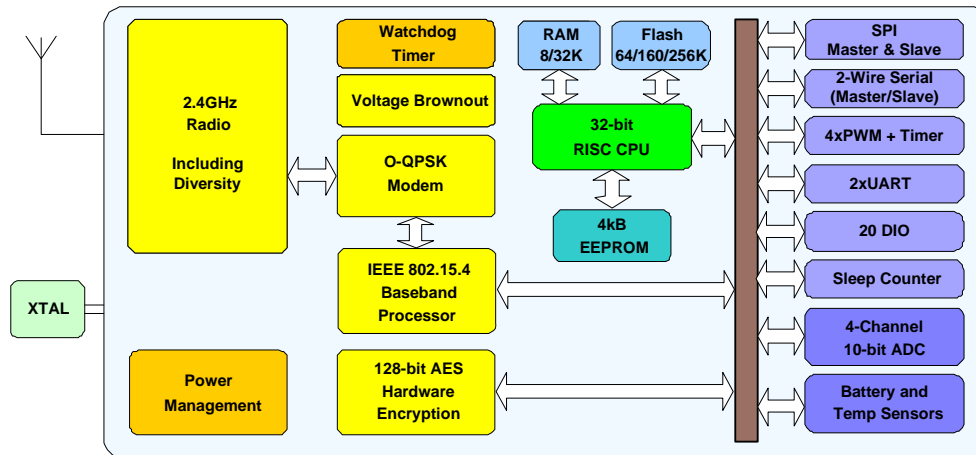 2.4GHz
Radio
Including
Diversity
XTAL
Power
Management
Watchdog
Timer
Voltage Brownout
O-QPSK
Modem
IEEE 802.15.4
Baseband
Processor
128-bit AES
Hardware
Encryption
RAM
8/32K
Flash
64/160/256K
32-bit
RISC CPU
4kB
EEPROM
SPI
Master & Slave
2-Wire Serial
(Master/Slave)
4xPWM + Timer
2xUART
20 DIO
Sleep Counter
4-Channel
10-bit ADC
Battery and
Temp Sensors